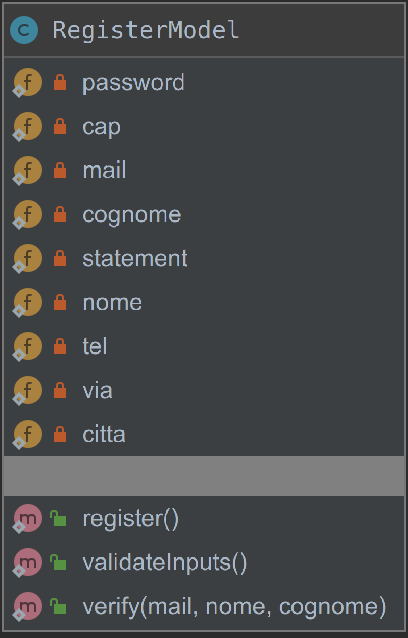 C RegisterModel
f password
f cap
f mail
f cognome
f statement
f nome
f tel
f via
f citta
m register()
m validateInputs()
m verify(mail, nome, cognome)